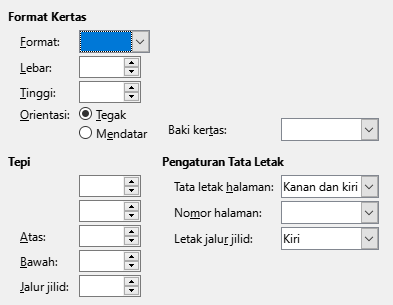 Format Kertas
Format:
Lebar:
Tinggi:
Orientasi: Tegak
Mendatar
Baki kertas:
Tepi
Atas:
Bawah:
Jalur jilid:
Pengaturan Tata Letak
Tata letak halaman: Kanan dan kiri
Nomor halaman:
Letak jalur jilid: Kiri